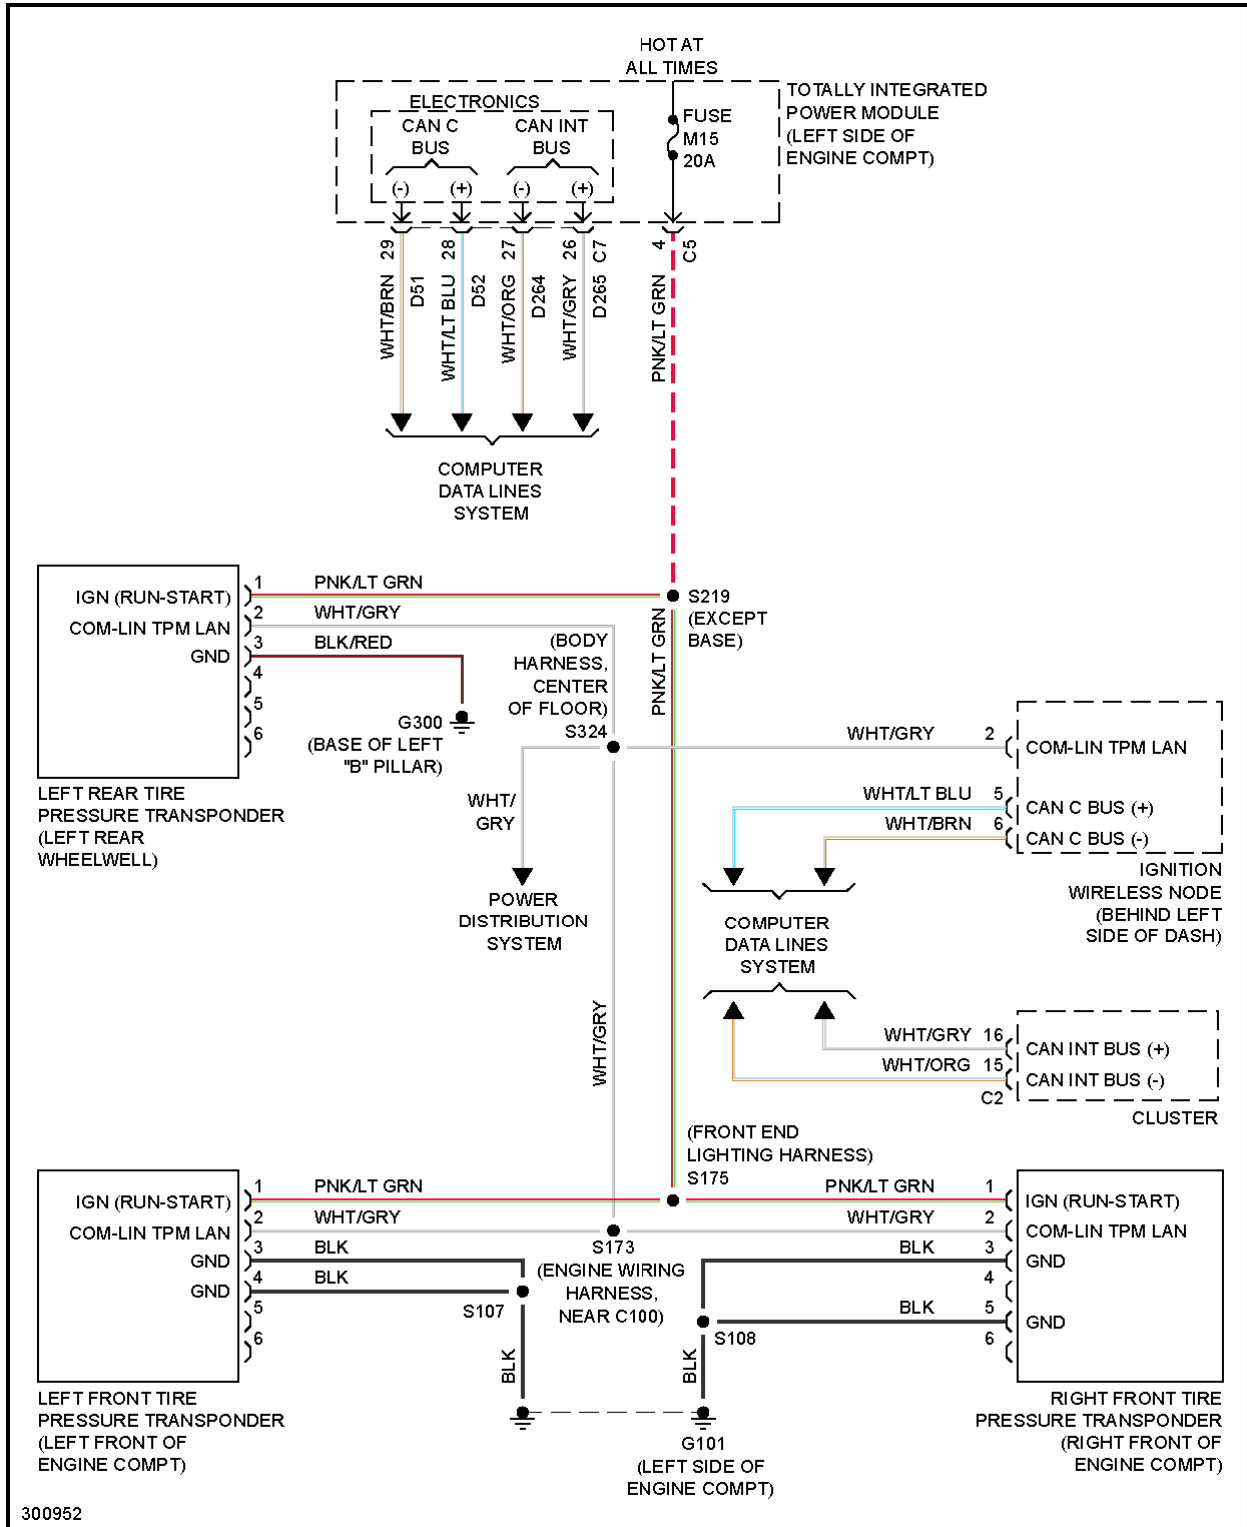 HOT AT
ALL TIMES
TOTALLY INTEGRATED
POWER MODULE
(LEFT SIDE OF
ENGINE COMPT)
ELECTRONICS
CAN C
BUS
CAN INT
BUS
FUSE
M15
20A
(-)
(+)
(-)
(+)
29
28
27
26
C7
4
C5
WHT/BRN
D51
WHT/LT BLU
D52
WHT/ORG
D264
WHT/GRY
D265
PNK/LT GRN
COMPUTER
DATA LINES
SYSTEM
IGN (RUN-START)
COM-LIN TPM LAN
GND
1
2
3
4
5
6
PNK/LT GRN
WHT/GRY
BLK/RED
LEFT REAR TIRE
PRESSURE TRANSPONDER
(LEFT REAR
WHEELWELL)
G300
(BASE OF LEFT
"B" PILLAR)
S219
(EXCEPT
BASE)
PNK/LT GRN
(BODY
HARNESS,
CENTER
OF FLOOR)
S324
WHT/
GRY
POWER
DISTRIBUTION
SYSTEM
WHT/GRY
WHT/GRY 2
COM-LIN TPM LAN
WHT/LT BLU 5
CAN C BUS (+)
WHT/BRN 6
CAN C BUS (-)
IGNITION
WIRELESS NODE
(BEHIND LEFT
SIDE OF DASH)
COMPUTER
DATA LINES
SYSTEM
WHT/GRY 16
CAN INT BUS (+)
WHT/ORG 15
CAN INT BUS (-)
C2
CLUSTER
(FRONT END
LIGHTING HARNESS)
S175
IGN (RUN-START)
COM-LIN TPM LAN
GND
GND
1
2
3
4
5
6
PNK/LT GRN
WHT/GRY
BLK
BLK
LEFT FRONT TIRE
PRESSURE TRANSPONDER
(LEFT FRONT OF
ENGINE COMPT)
S173
(ENGINE WIRING
HARNESS,
NEAR C100)
S107
BLK
S108
BLK
G101
(LEFT SIDE OF
ENGINE COMPT)
PNK/LT GRN
WHT/GRY
BLK
BLK
1
2
3
4
5
6
IGN (RUN-START)
COM-LIN TPM LAN
GND
GND
RIGHT FRONT TIRE
PRESSURE TRANSPONDER
(RIGHT FRONT OF
ENGINE COMPT)
300952